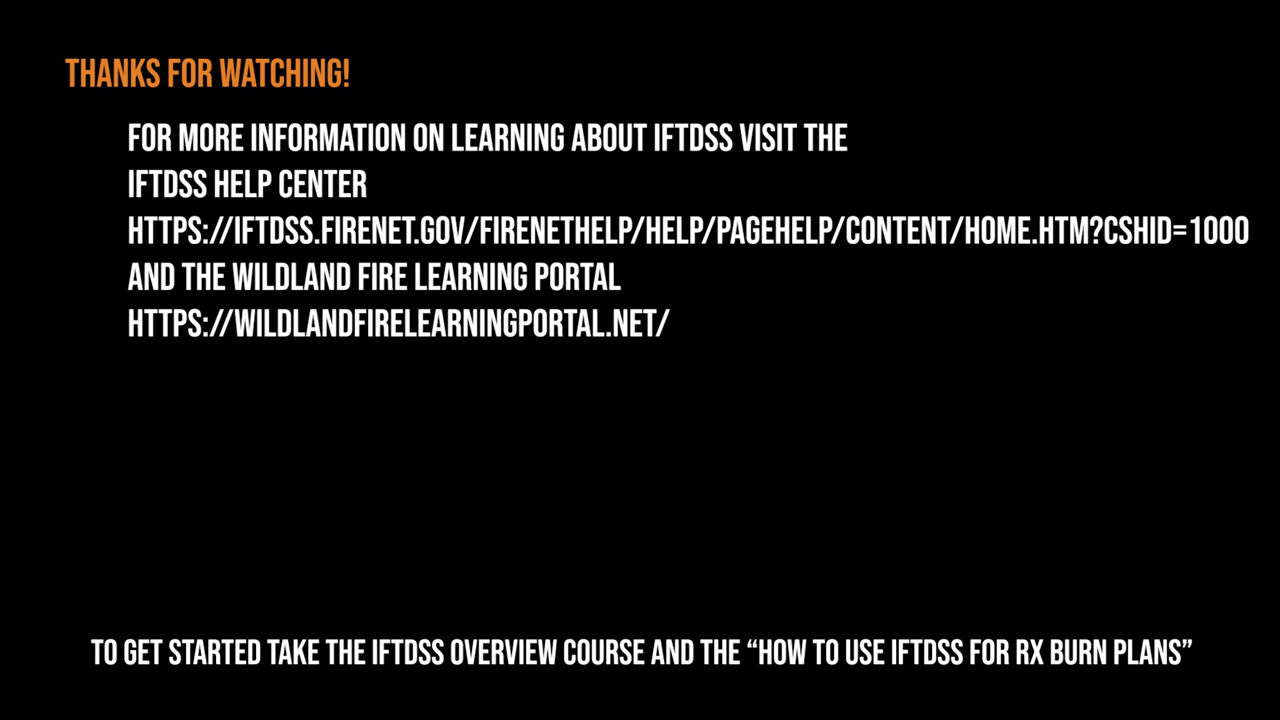 THANKS FOR WATCHING!
FOR MORE INFORMATION ON LEARNING ABOUT IFTDSS VISIT THE
IFTDSS HELP CENTER
HTTPS://IFTDSS.FIRENET.GOV/FIRENETHELP/HELP/PAGEHELP/CONTENT/HOME.HTM?CSHID=1000
AND THE WILDLAND FIRE LEARNING PORTAL
HTTPS://WILDLANDFIRELEARNINGPORTAL.NET/
TO GET STARTED TAKE THE IFTDSS OVERVIEW COURSE AND THE “HOW TO USE IFTDSS FOR RX BURN PLANS”